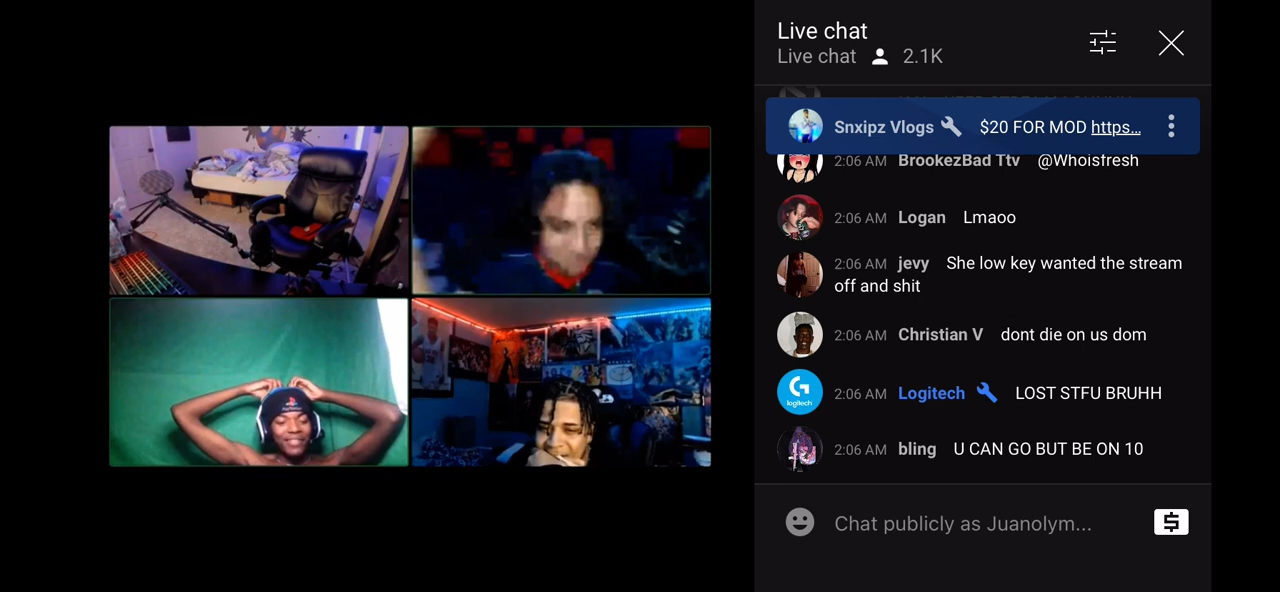 Live chat
Live chat 2.1K
Snxipz Vlogs $20 FOR MOD https...
2:06 AM BrookezBad Ttv @Whoisfresh
2:06 AM Logan Lmaoo
2:06 AM jevy She low key wanted the stream
off and shit
2:06 AM Christian V dont die on us dom
logitech
2:06 AM Logitech LOST STFU BRUHH
2:06 AM bling U CAN GO BUT BE ON 10
Chat publicly as Juanolym...